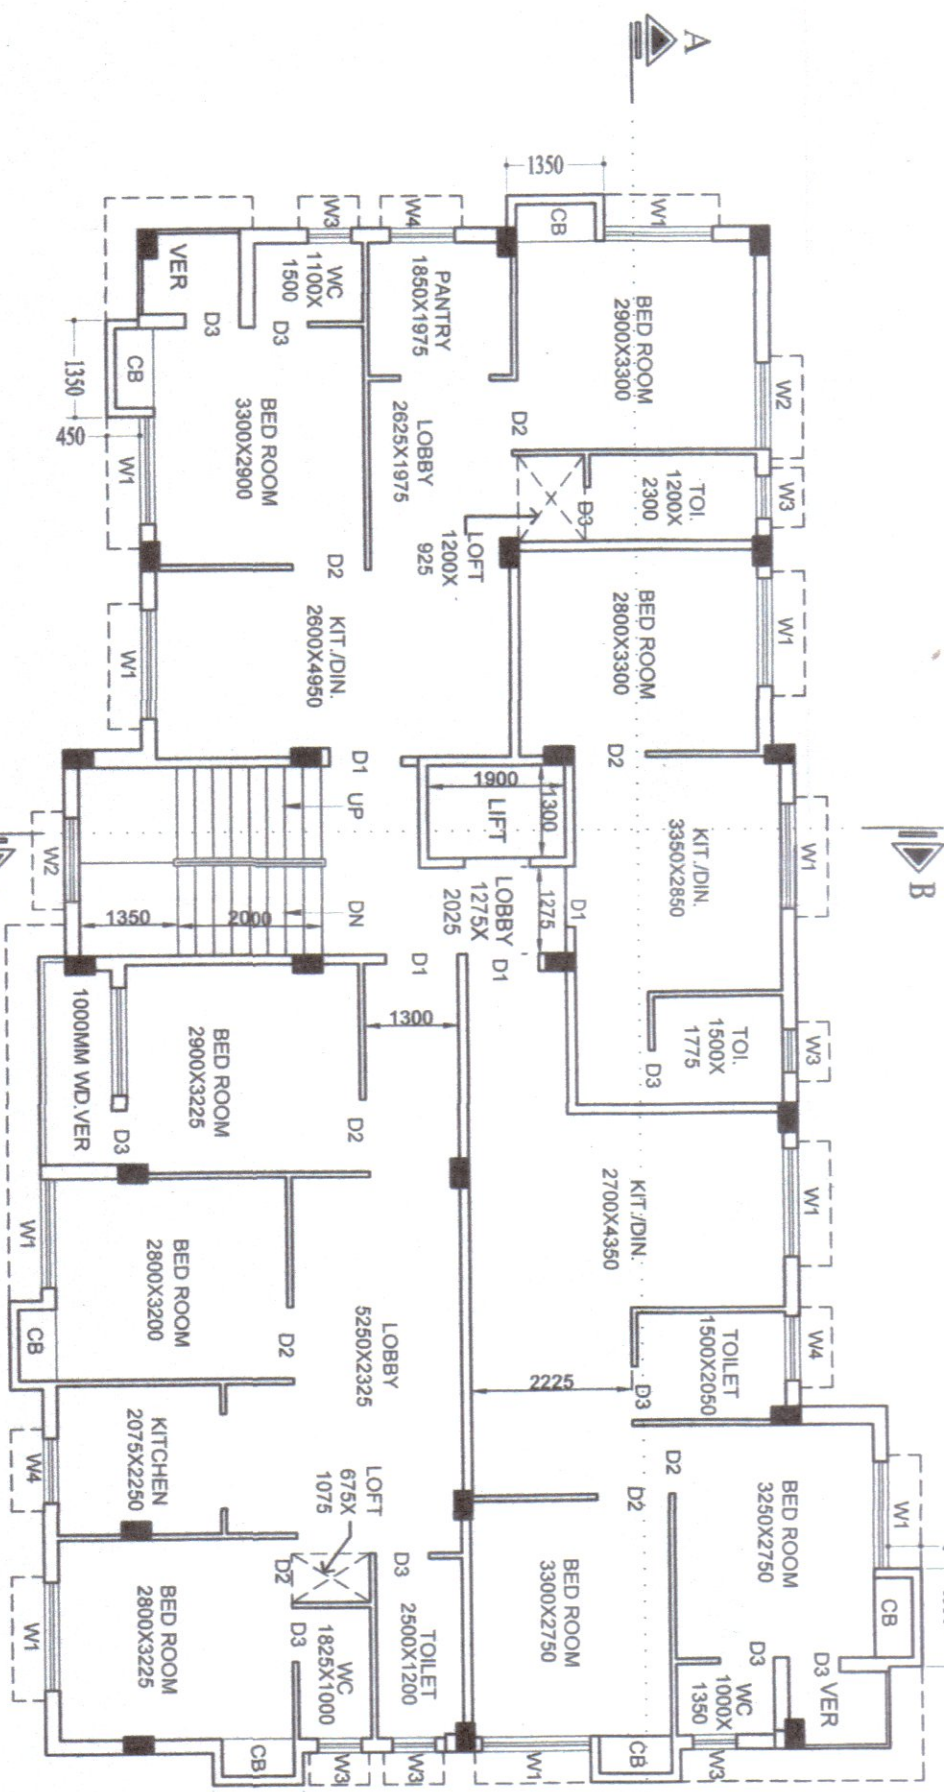 A
1350
W3
W4
CB
W1
VER
WC
1100X
1500
PANTRY
1850X1975
BED ROOM
2900X3300
D3
D3
1350
CB
450
W1
BED ROOM
3300X2900
LOBBY
2625X1975
D2
W2
TOI.
1200X
2300
W3
D3
LOFT
1200X
925
D2
KIT./DIN.
2600X4950
W1
BED ROOM
2800X3300
W1
D1
D2
UP
1900
1300
LIFT
KIT./DIN.
3350X2850
W1
B
W2
1350
2000
DN
LOBBY
1275X
2025
1275
D1
D1
D1
1000MM WD.VER
BED ROOM
2900X3225
1300
TOI.
1500X
1775
W3
D3
D3
D2
W1
BED ROOM
2800X3200
KIT./DIN.
2700X4350
W1
CB
D2
LOBBY
5250X2325
TOILET
1500X2050
W4
2225
D3
W4
KITCHEN
2075X2250
LOFT
675X
1075
D2
D2
BED ROOM
3250X2750
W1
W1
BED ROOM
2800X3225
D2
D3
BED ROOM
3300X2750
CB
D3
WC
1825X1000
TOILET
2500X1200
D3
D3
WC
1000X
1350
VER
CB
W3
W3
W1
CB
W3